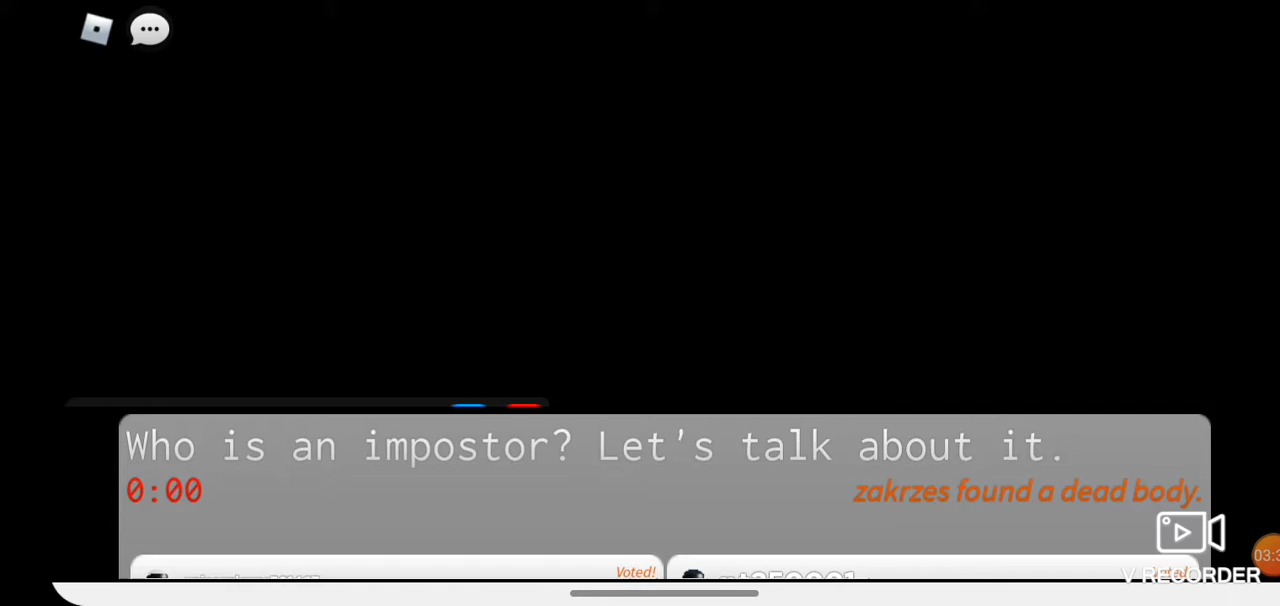 Who is an impostor? Let's talk about it.
0:00
zakrzes found a dead body.
Voted!
V RECORDER